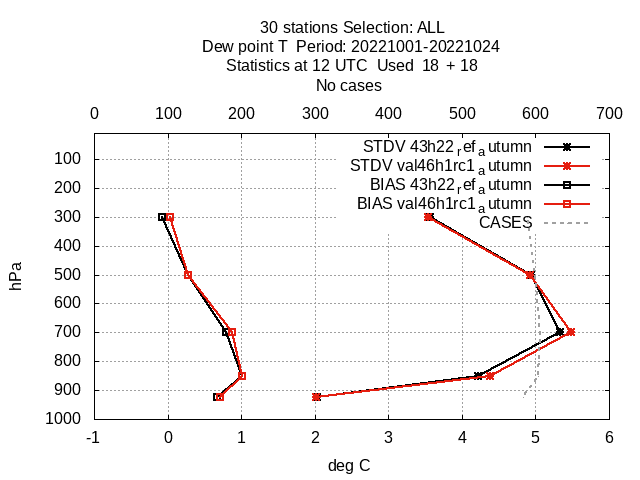 30 stations Selection: ALL
Dew point T  Period: 20221001-20221024
Statistics at 12 UTC  Used  18  + 18
No cases
0 100 200 300 400 500 600 700
STDV 43h22_ref_autumn
STDV val46h1rc1_autumn
BIAS 43h22_ref_autumn
BIAS val46h1rc1_autumn
CASES
100
200
300
400
500
600
700
800
900
1000
hPa
-1 0 1 2 3 4 5 6
deg C